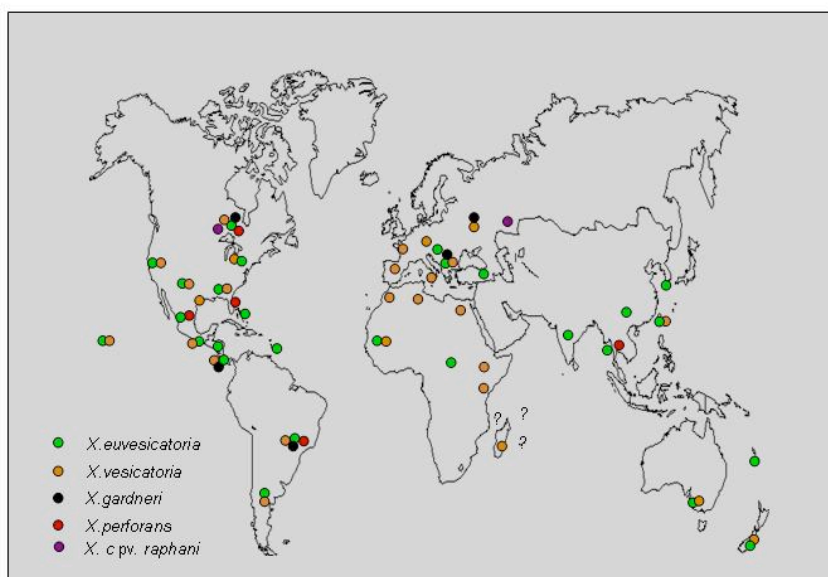 ? ?
?
X.euvesicatoria
X.vesicatoria
X.gardneri
X.perforans
X. c pv. raphani